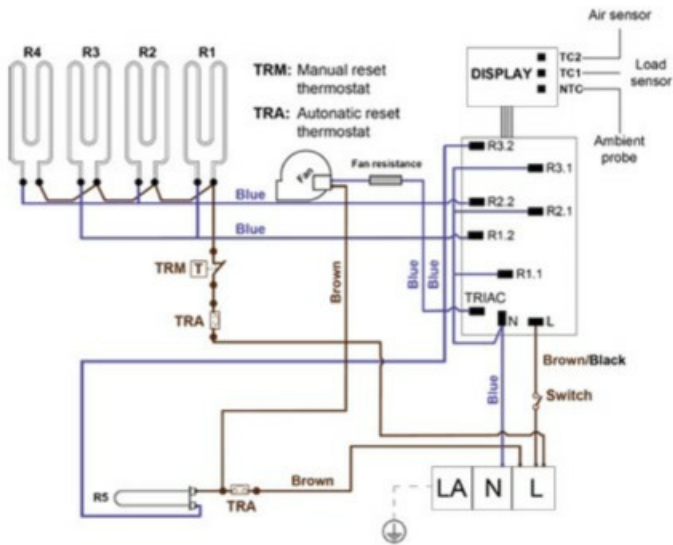 Air sensor
R4 R3 R2 R1
TRM: Manual reset
thermostat
TRA: Autonatic reset
thermostat
DISPLAY
TC2
TC1
NTC
Load
sensor
Ambient
probe
Fan
Fan resistance
R3.2
R3.1
R2.2
R2.1
R1.2
R1.1
TRIAC
N
L
Blue
Blue
TRM T
TRA
Brown
Blue
Blue
Brown/Black
Switch
Blue
R5
TRA
Brown
LA N L